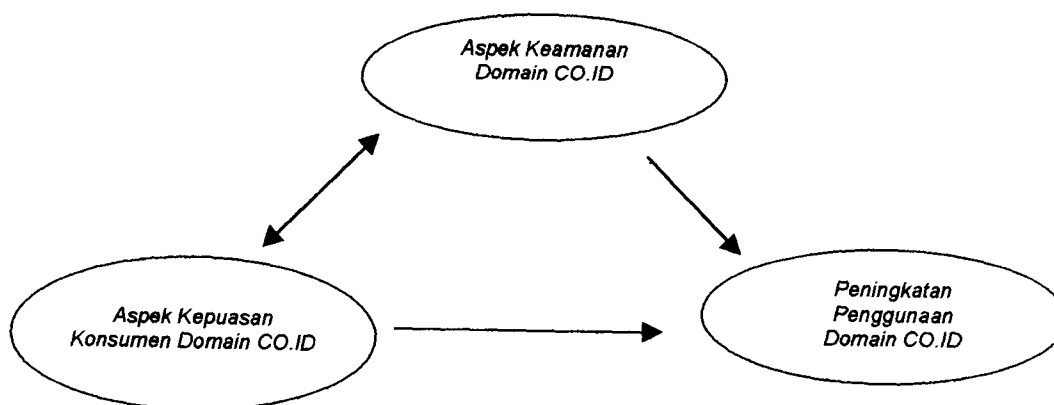 Aspek Keamanan
Domain CO.ID
Aspek Kepuasan
Konsumen Domain CO.ID
Peningkatan
Penggunaan
Domain CO.ID